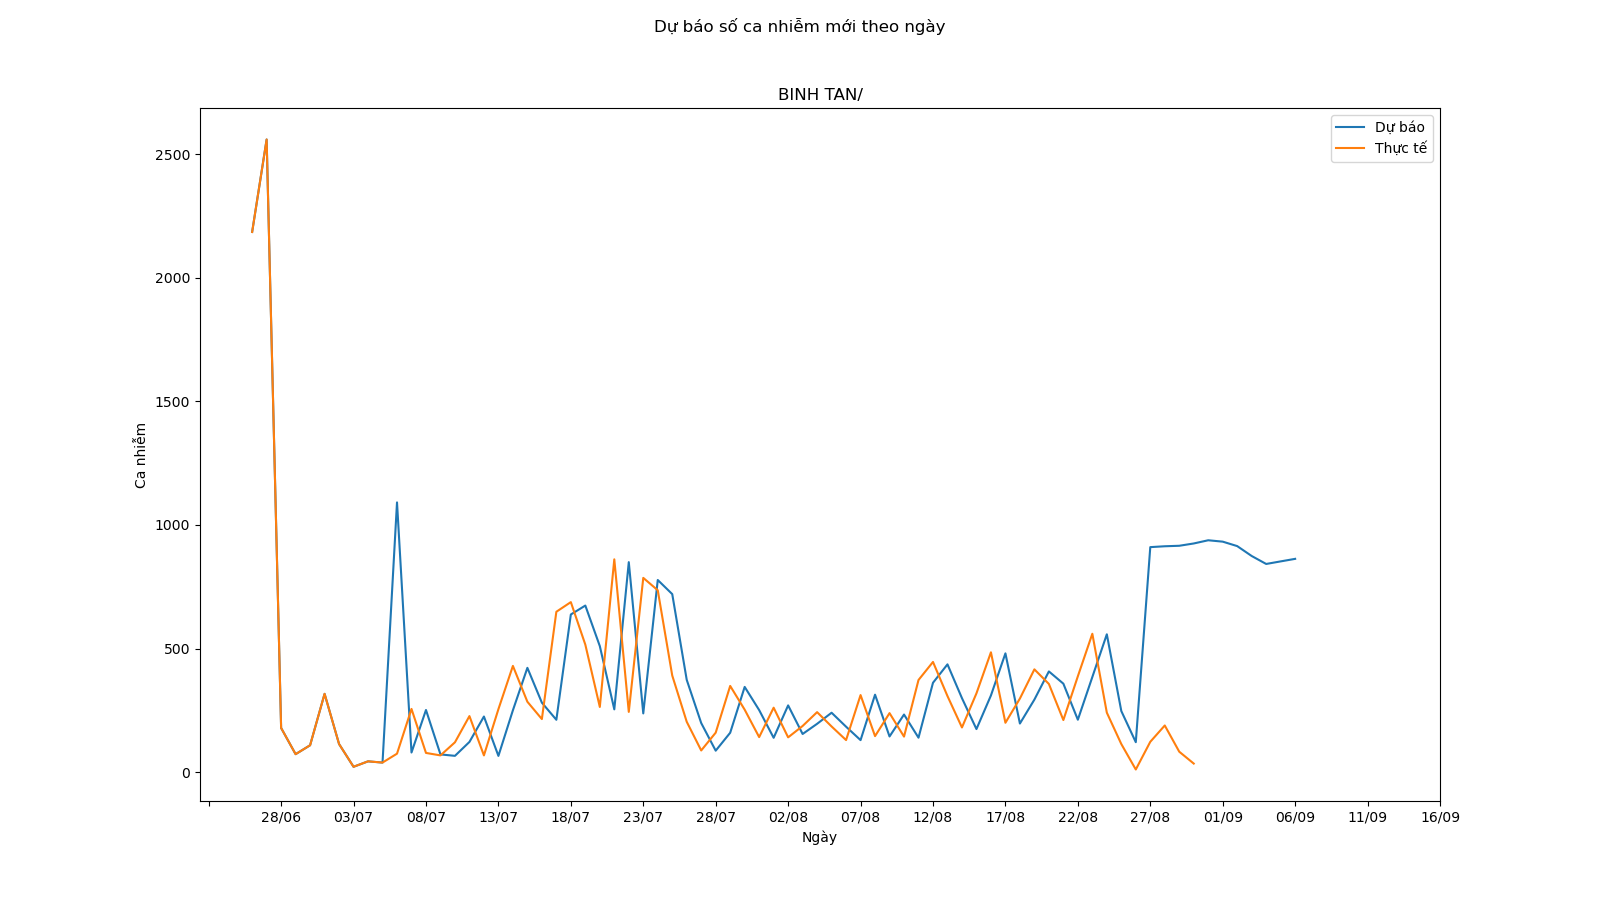 Dự báo số ca nhiễm mới theo ngày
BINH TAN/
Dự báo
Thực tế
2500
2000
1500
1000
500
0
Ca nhiễm
28/06 03/07 08/07 13/07 18/07 23/07 28/07 02/08 07/08 12/08 17/08 22/08 27/08 01/09 06/09 11/09 16/09
Ngày